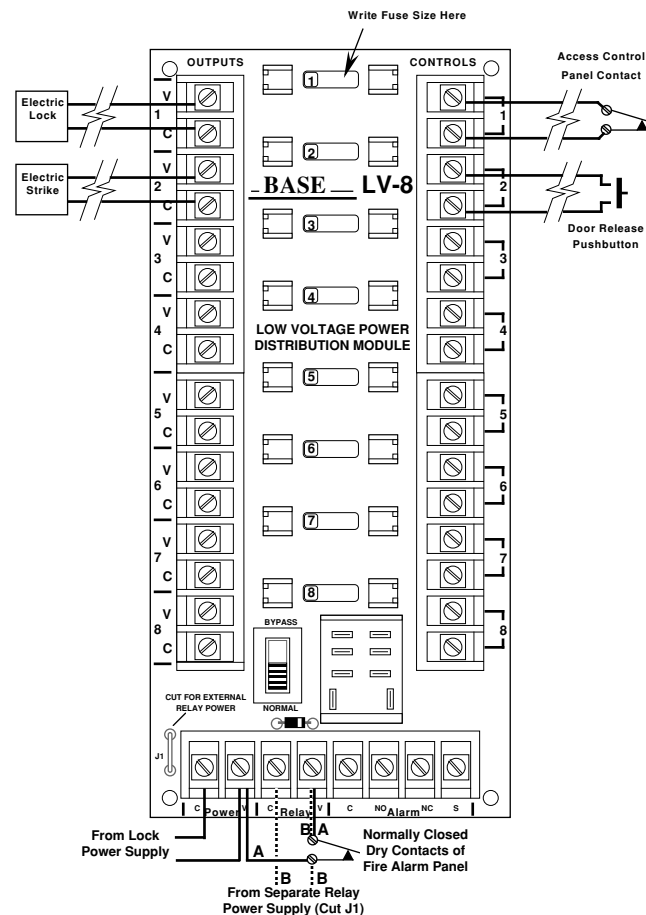 Write Fuse Size Here
OUTPUTS
CONTROLS
Access Control
Panel Contact
Electric
Lock
V
1
C
1
1
Electric
Strike
V
2
C
2
2
BASE LV-8
Door Release
Pushbutton
V
3
C
3
3
V
4
C
4
4
LOW VOLTAGE POWER
DISTRIBUTION MODULE
V
5
C
5
5
V
6
C
6
6
V
7
C
7
7
V
8
C
8
8
BYPASS
NORMAL
CUT FOR EXTERNAL
RELAY POWER
J1
C Power V C Relay V C NO Alarm NC S
From Lock
Power Supply
A
B A
B B
Normally Closed
Dry Contacts of
Fire Alarm Panel
From Separate Relay
Power Supply (Cut J1)